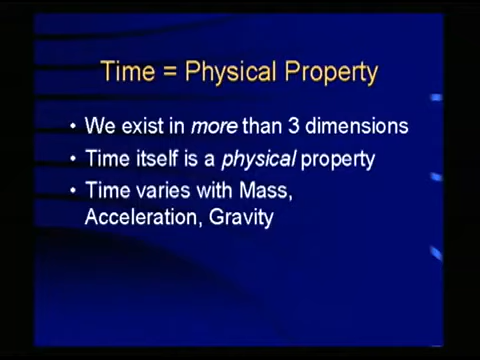 Time = Physical Property
• We exist in more than 3 dimensions
• Time itself is a physical property
• Time varies with Mass,
Acceleration, Gravity